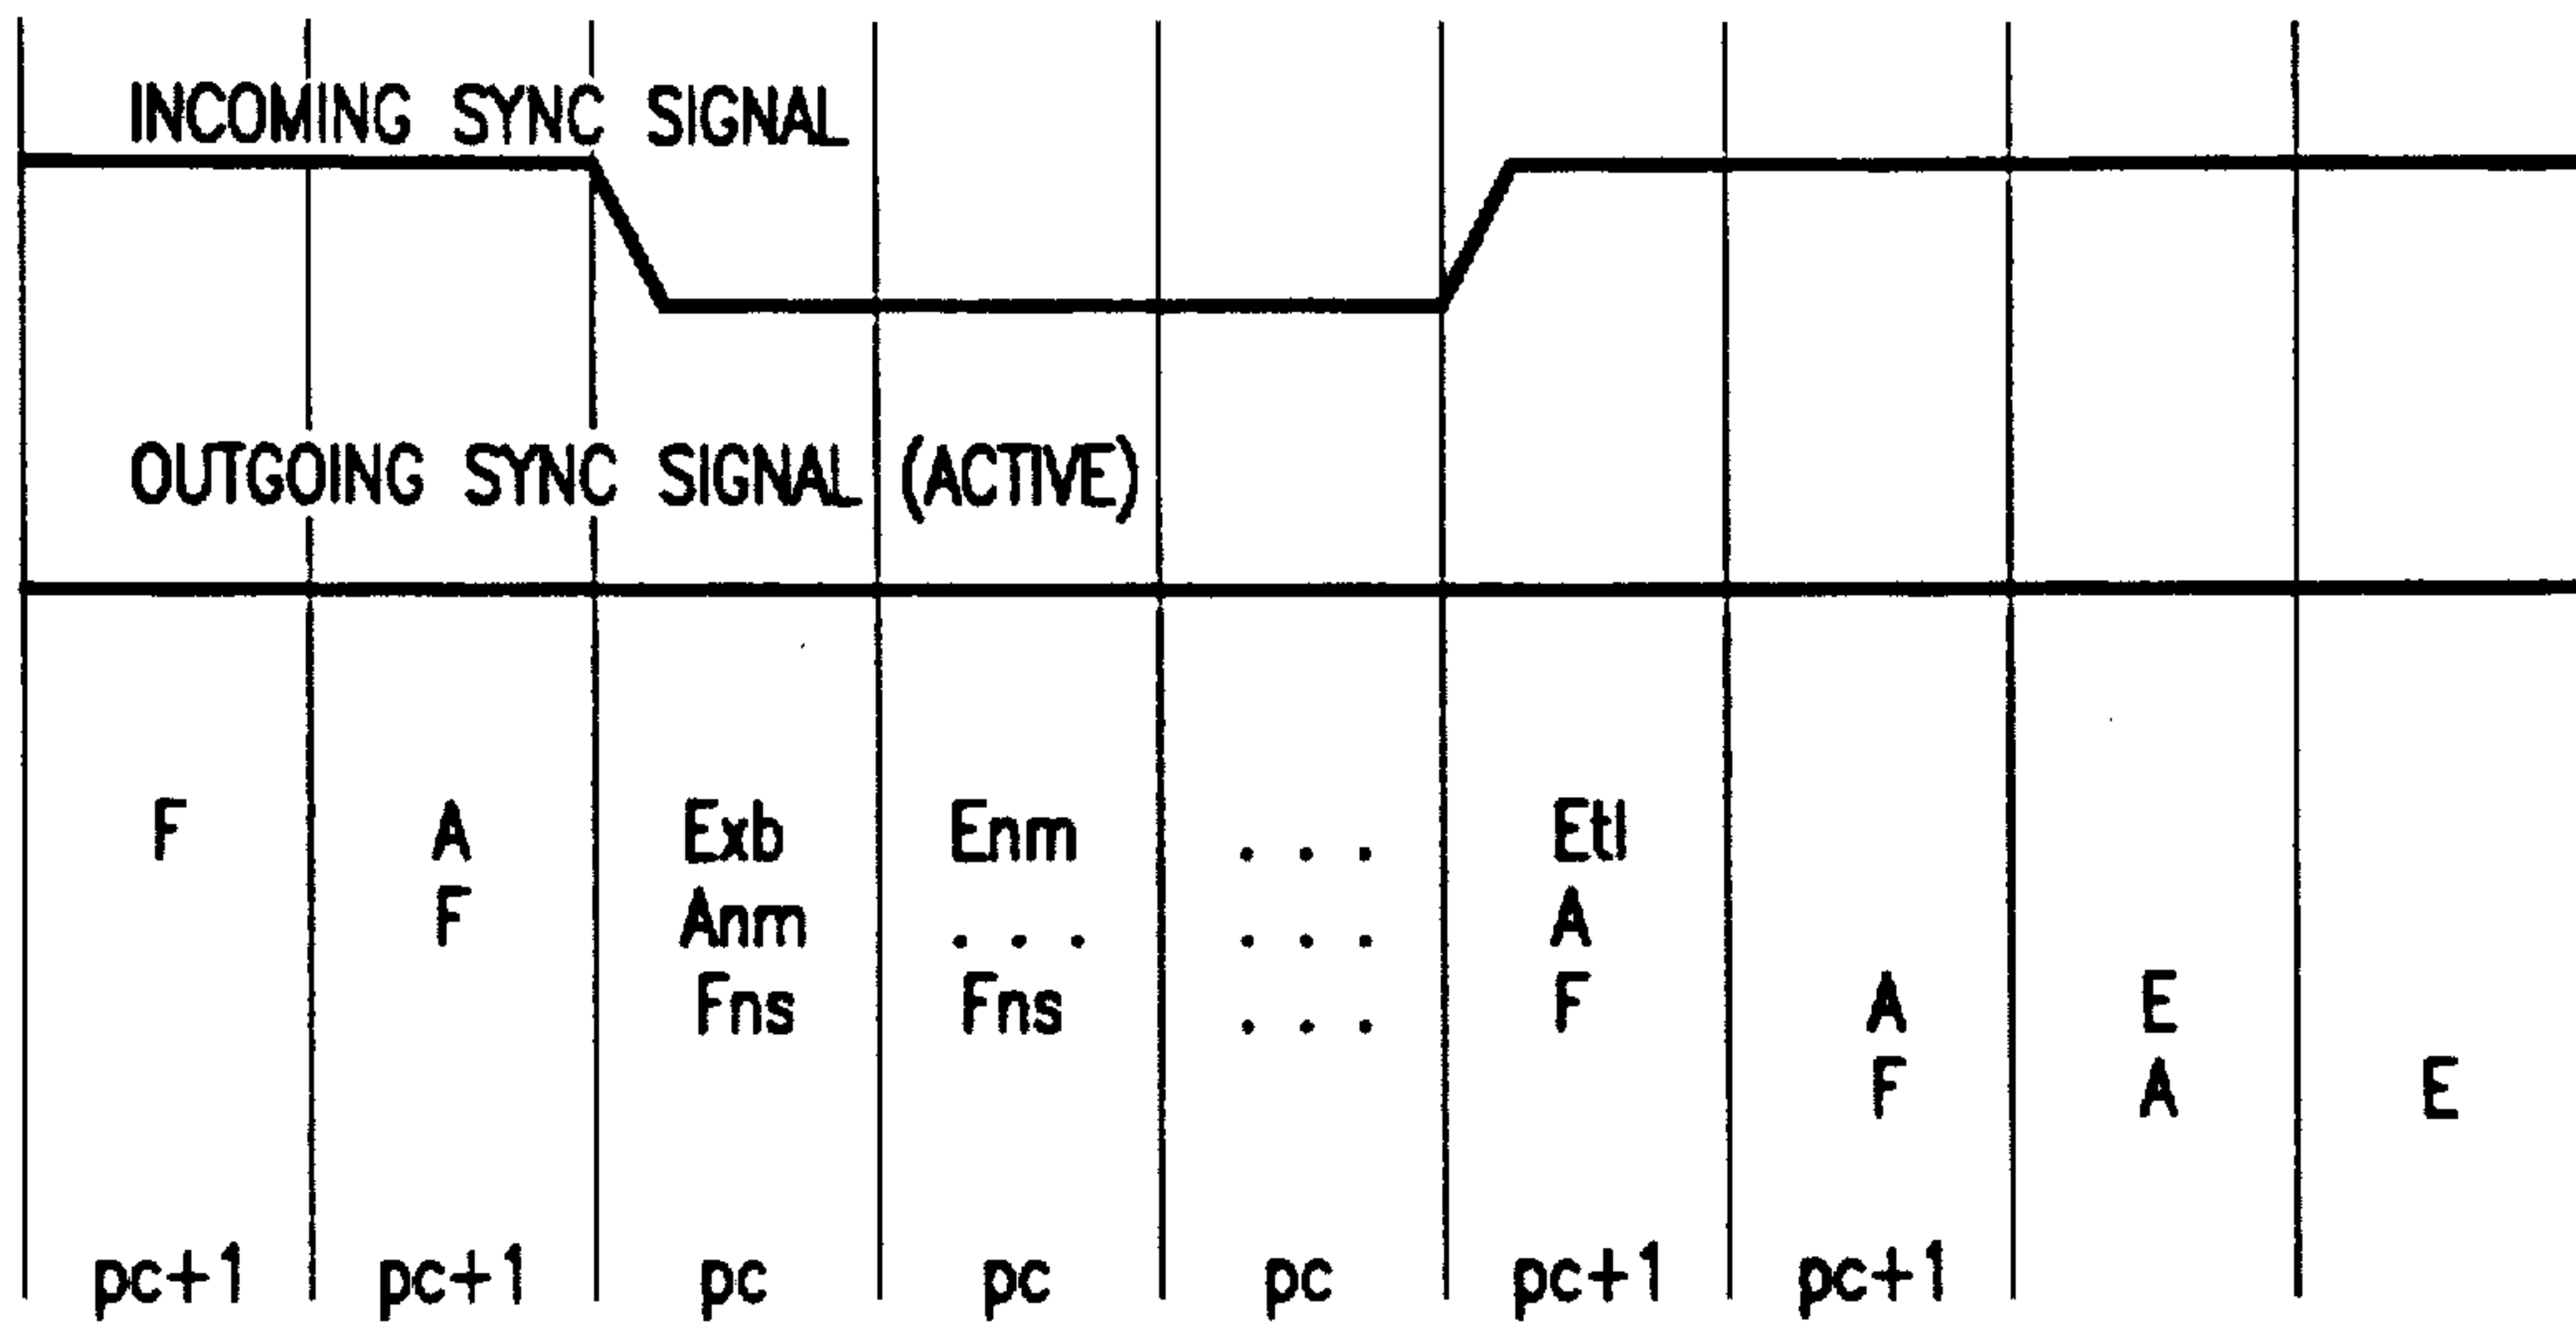 INCOMING SYNC SIGNAL
OUTGOING SYNC SIGNAL (ACTIVE)
F A Exb Enm . . . Etl
F Anm . . . . . . A
Fns Fns . . . F A E
F A E
pc+1 pc+1 pc pc pc pc+1 pc+1